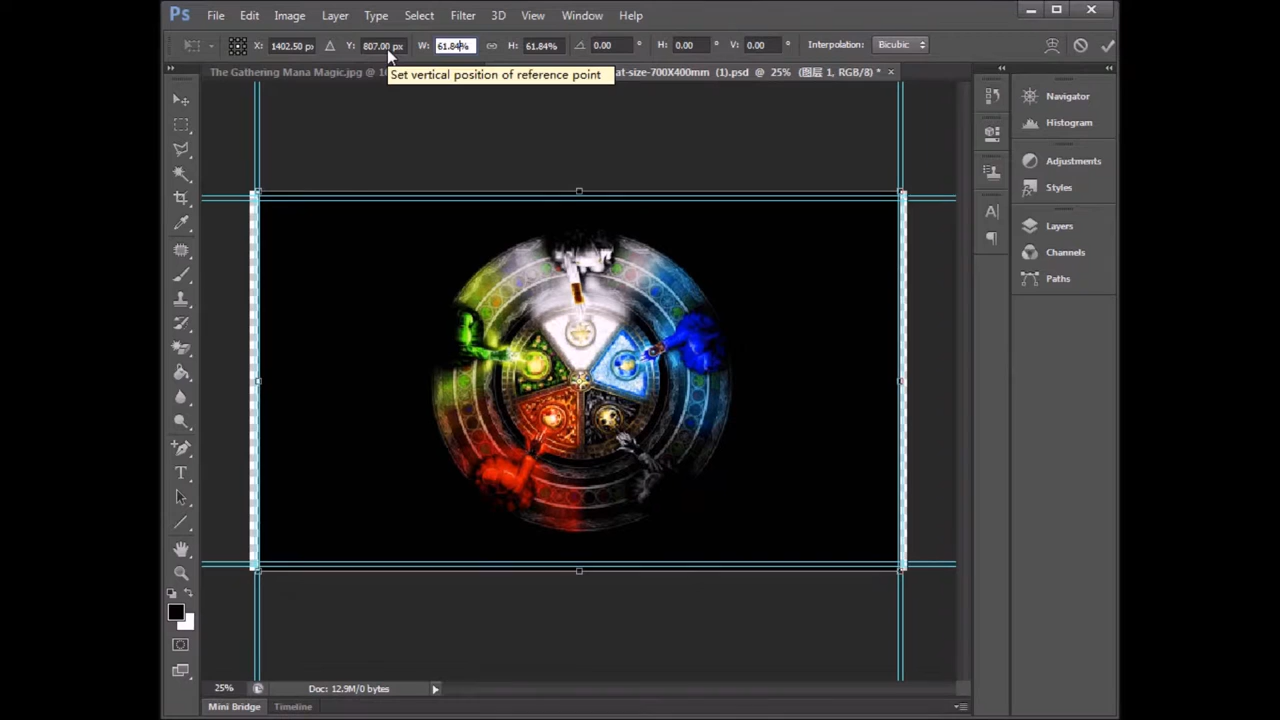 Ps File Edit Image Layer Type Select Filter 3D View Window Help
X: 1402.50 px Y: 807.00 px W: 61.84% H: 61.84% 0.00 ° H: 0.00 ° V: 0.00 ° Interpolation: Bicubic
The Gathering Mana Magic.jpg @ 10 at-size-700X400mm (1).psd @ 25% (图层 1, RGB/8) * ×
Set vertical position of reference point
Navigator
Histogram
Adjustments
Styles
Layers
Channels
Paths
25% Doc: 12.9M/0 bytes
Mini Bridge Timeline